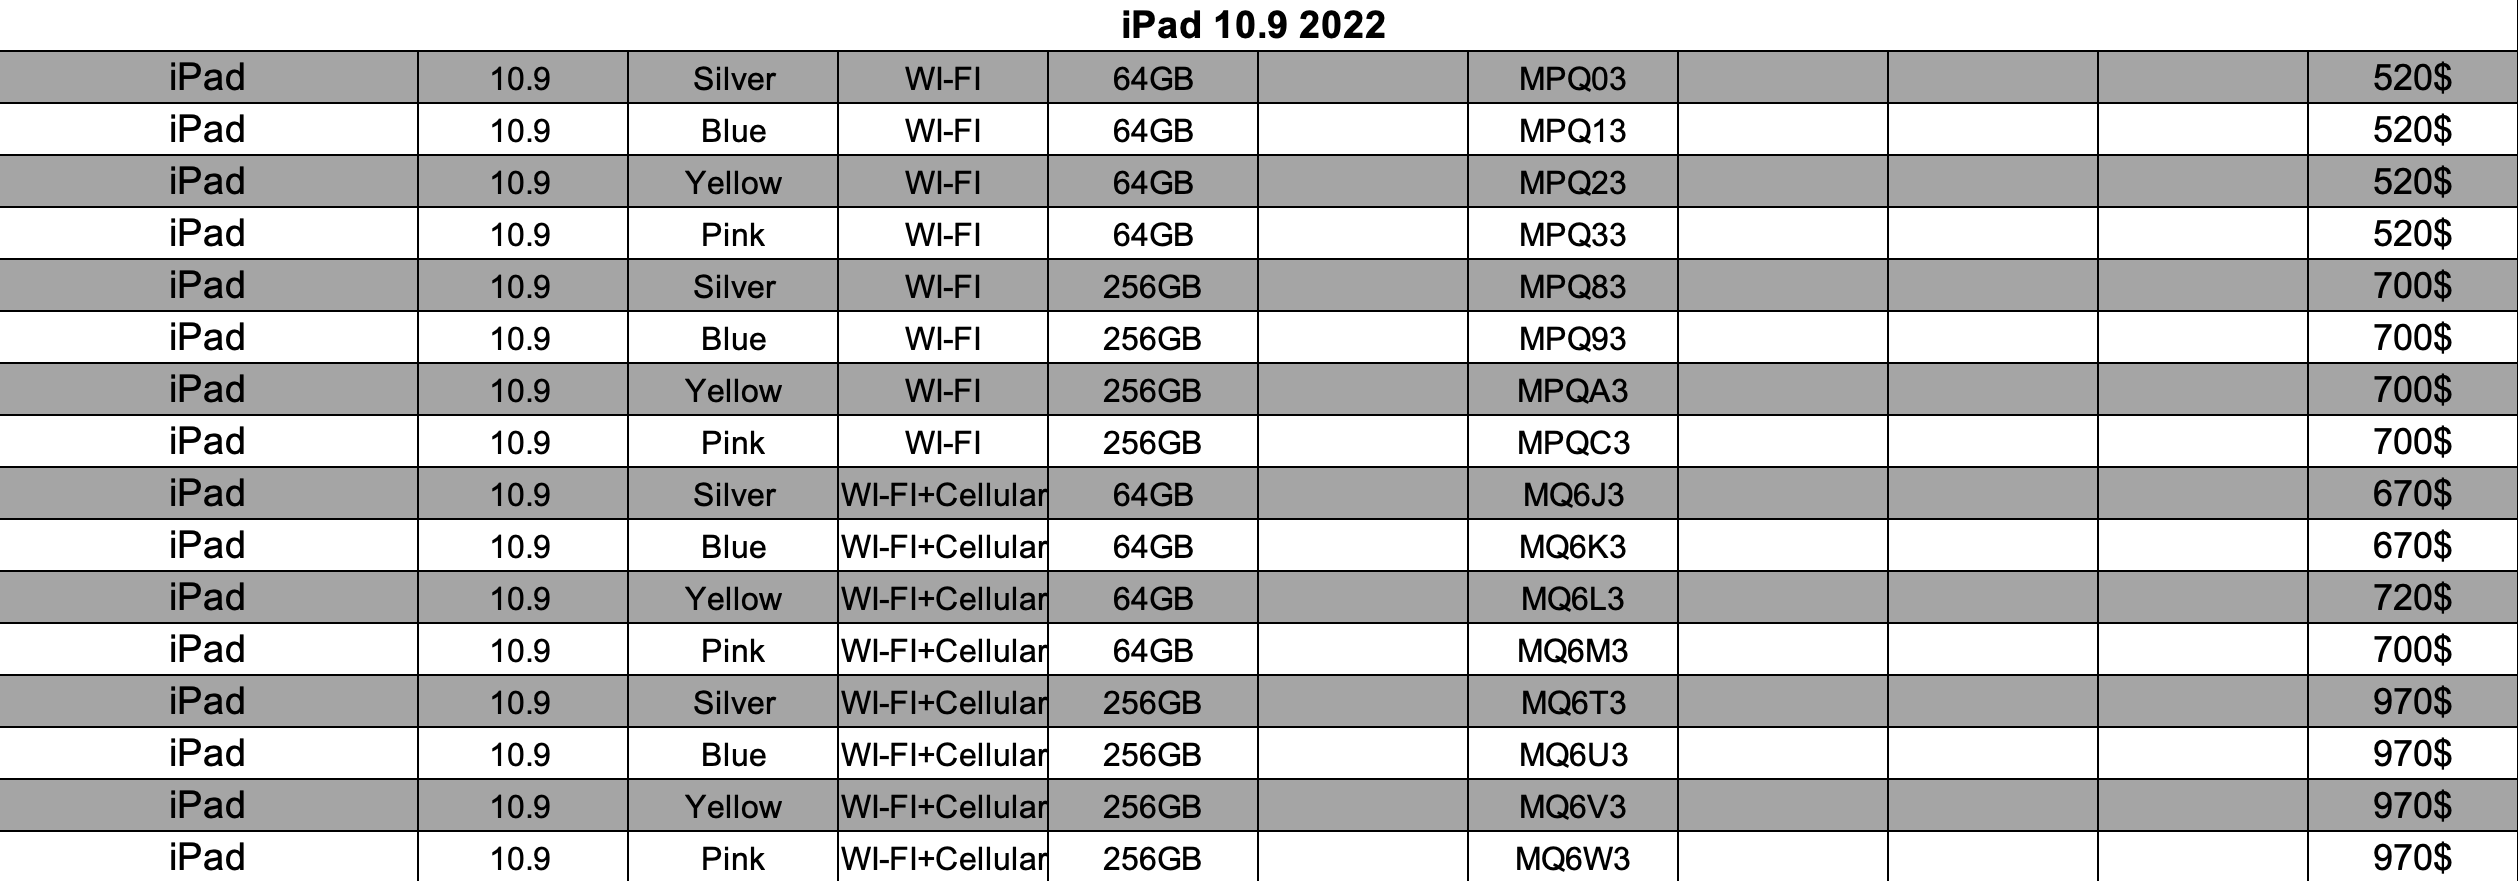 iPad 10.9 2022
iPad 10.9 Silver WI-FI 64GB MPQ03 520$
iPad 10.9 Blue WI-FI 64GB MPQ13 520$
iPad 10.9 Yellow WI-FI 64GB MPQ23 520$
iPad 10.9 Pink WI-FI 64GB MPQ33 520$
iPad 10.9 Silver WI-FI 256GB MPQ83 700$
iPad 10.9 Blue WI-FI 256GB MPQ93 700$
iPad 10.9 Yellow WI-FI 256GB MPQA3 700$
iPad 10.9 Pink WI-FI 256GB MPQC3 700$
iPad 10.9 Silver WI-FI+Cellular 64GB MQ6J3 670$
iPad 10.9 Blue WI-FI+Cellular 64GB MQ6K3 670$
iPad 10.9 Yellow WI-FI+Cellular 64GB MQ6L3 720$
iPad 10.9 Pink WI-FI+Cellular 64GB MQ6M3 700$
iPad 10.9 Silver WI-FI+Cellular 256GB MQ6T3 970$
iPad 10.9 Blue WI-FI+Cellular 256GB MQ6U3 970$
iPad 10.9 Yellow WI-FI+Cellular 256GB MQ6V3 970$
iPad 10.9 Pink WI-FI+Cellular 256GB MQ6W3 970$